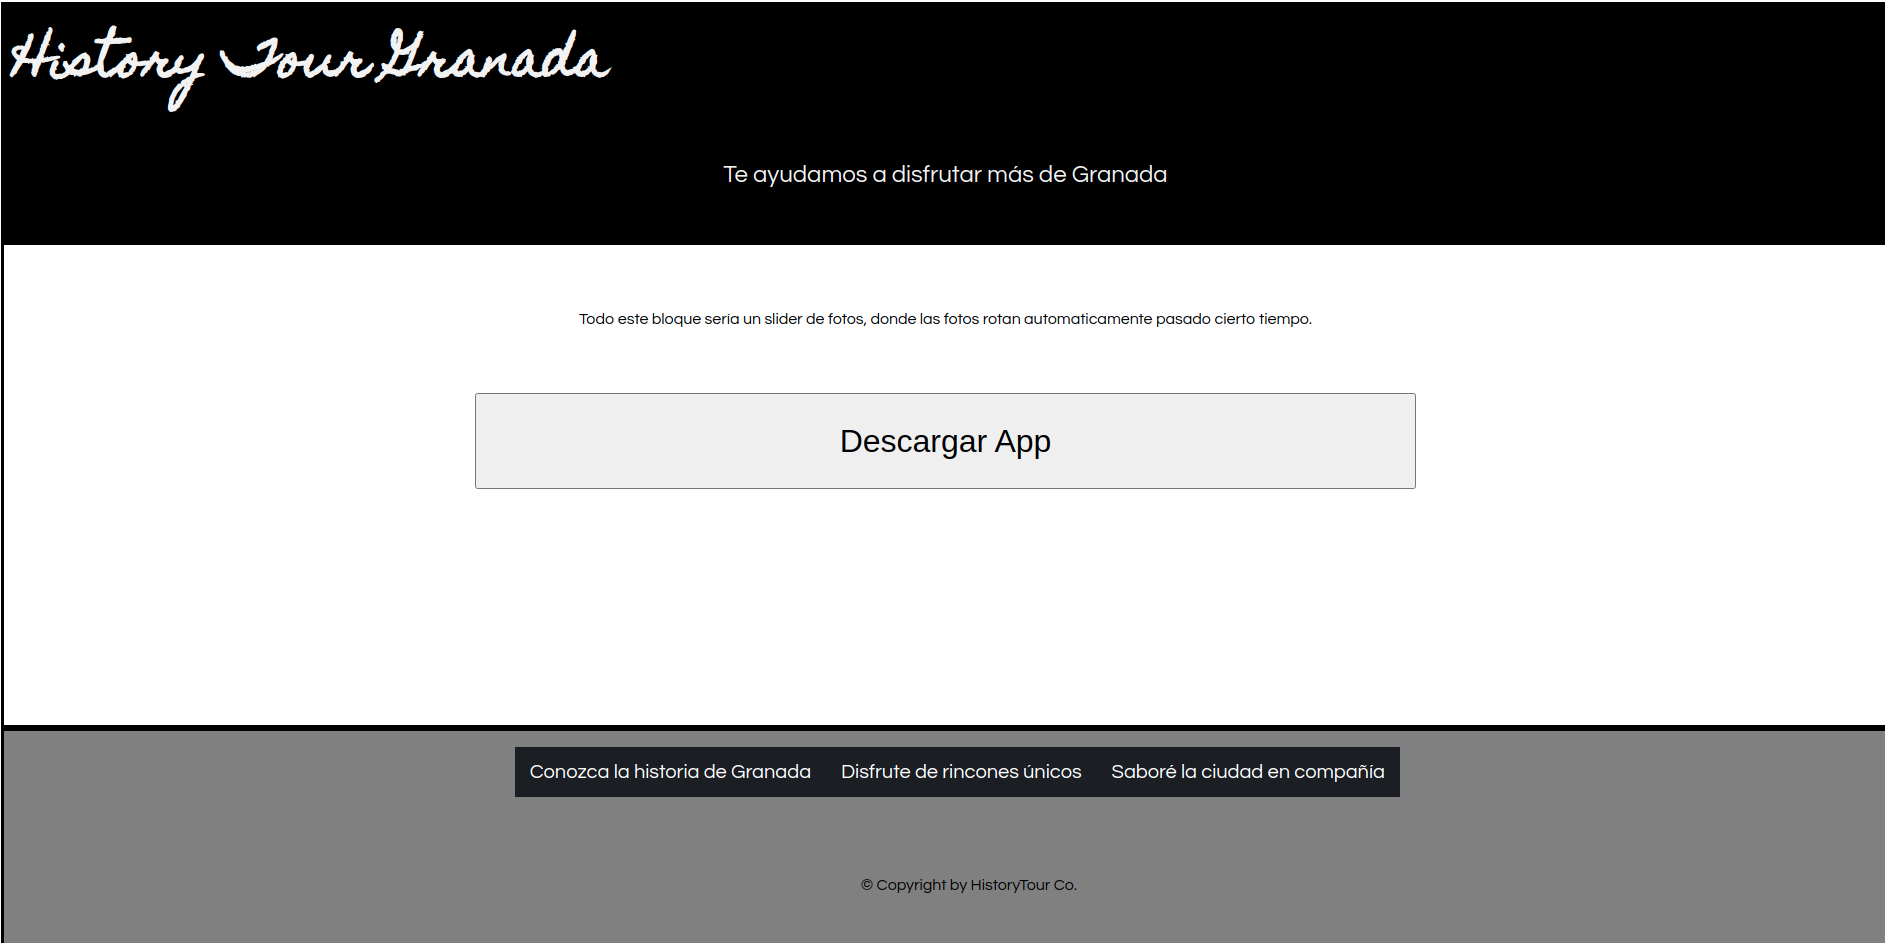 History Tour Granada
Te ayudamos a disfrutar más de Granada
Todo este bloque sería un slider de fotos, donde las fotos rotan automaticamente pasado cierto tiempo.
Descargar App
Conozca la historia de Granada Disfrute de rincones únicos Saboré la ciudad en compañía
© Copyright by HistoryTour Co.